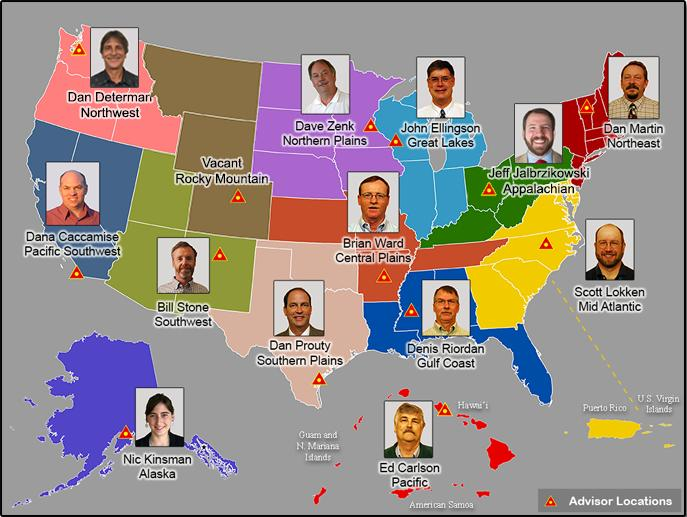 Dan Determan
Northwest
Dave Zenk
Northern Plains
John Ellingson
Great Lakes
Dan Martin
Northeast
Jeff Jalbrzikowski
Appalachian
Vacant
Rocky Mountain
Dana Caccamise
Pacific Southwest
Brian Ward
Central Plains
Bill Stone
Southwest
Scott Lokken
Mid Atlantic
Dan Prouty
Southern Plains
Denis Riordan
Gulf Coast
Nic Kinsman
Alaska
Guam and
N. Mariana
Islands
Hawai'i
Ed Carlson
Pacific
American Samoa
Puerto Rico
U.S. Virgin
Islands
Advisor Locations